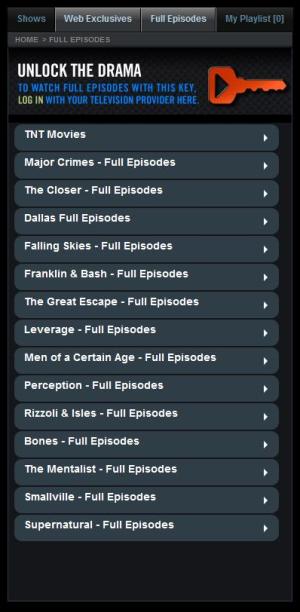 Shows Web Exclusives Full Episodes My Playlist [0]
HOME > FULL EPISODES
UNLOCK THE DRAMA
TO WATCH FULL EPISODES WITH THIS KEY,
LOG IN WITH YOUR TELEVISION PROVIDER HERE.
TNT Movies
Major Crimes - Full Episodes
The Closer - Full Episodes
Dallas Full Episodes
Falling Skies - Full Episodes
Franklin & Bash - Full Episodes
The Great Escape - Full Episodes
Leverage - Full Episodes
Men of a Certain Age - Full Episodes
Perception - Full Episodes
Rizzoli & Isles - Full Episodes
Bones - Full Episodes
The Mentalist - Full Episodes
Smallville - Full Episodes
Supernatural - Full Episodes